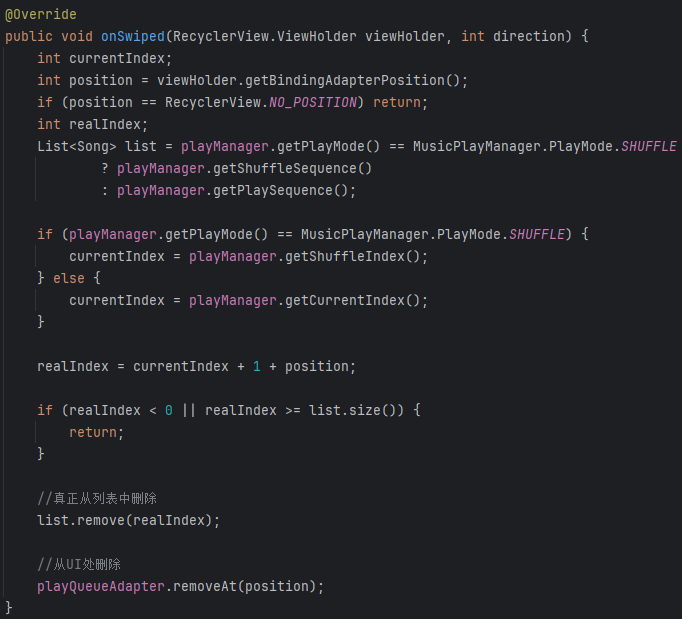 @Override
public void onSwiped(RecyclerView.ViewHolder viewHolder, int direction) {
    int currentIndex;
    int position = viewHolder.getBindingAdapterPosition();
    if (position == RecyclerView.NO_POSITION) return;
    int realIndex;
    List<Song> list = playManager.getPlayMode() == MusicPlayManager.PlayMode.SHUFFLE
            ? playManager.getShuffleSequence()
            : playManager.getPlaySequence();

    if (playManager.getPlayMode() == MusicPlayManager.PlayMode.SHUFFLE) {
        currentIndex = playManager.getShuffleIndex();
    } else {
        currentIndex = playManager.getCurrentIndex();
    }

    realIndex = currentIndex + 1 + position;

    if (realIndex < 0 || realIndex >= list.size()) {
        return;
    }

    //真正从列表中删除
    list.remove(realIndex);

    //从UI处删除
    playQueueAdapter.removeAt(position);
}